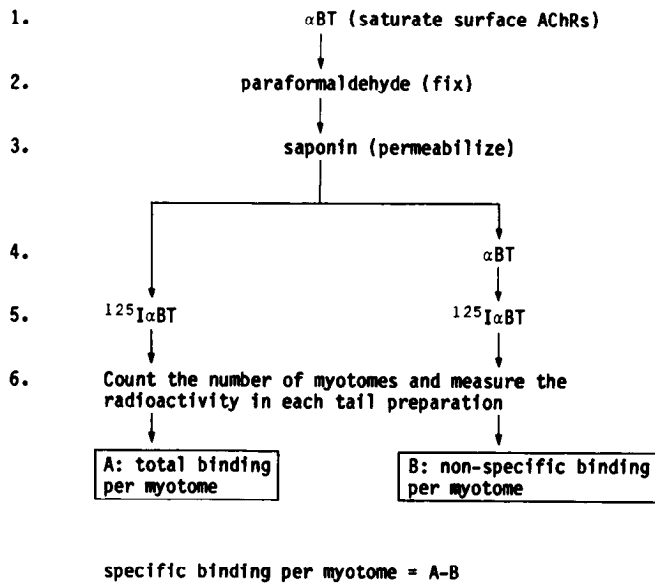 1. αBT (saturate surface AChRs)
2. paraformaldehyde (fix)
3. saponin (permeabilize)
4. αBT
5. ¹²⁵IαBT ¹²⁵IαBT
6. Count the number of myotomes and measure the
radioactivity in each tail preparation
A: total binding
per myotome
B: non-specific binding
per myotome
specific binding per myotome = A-B